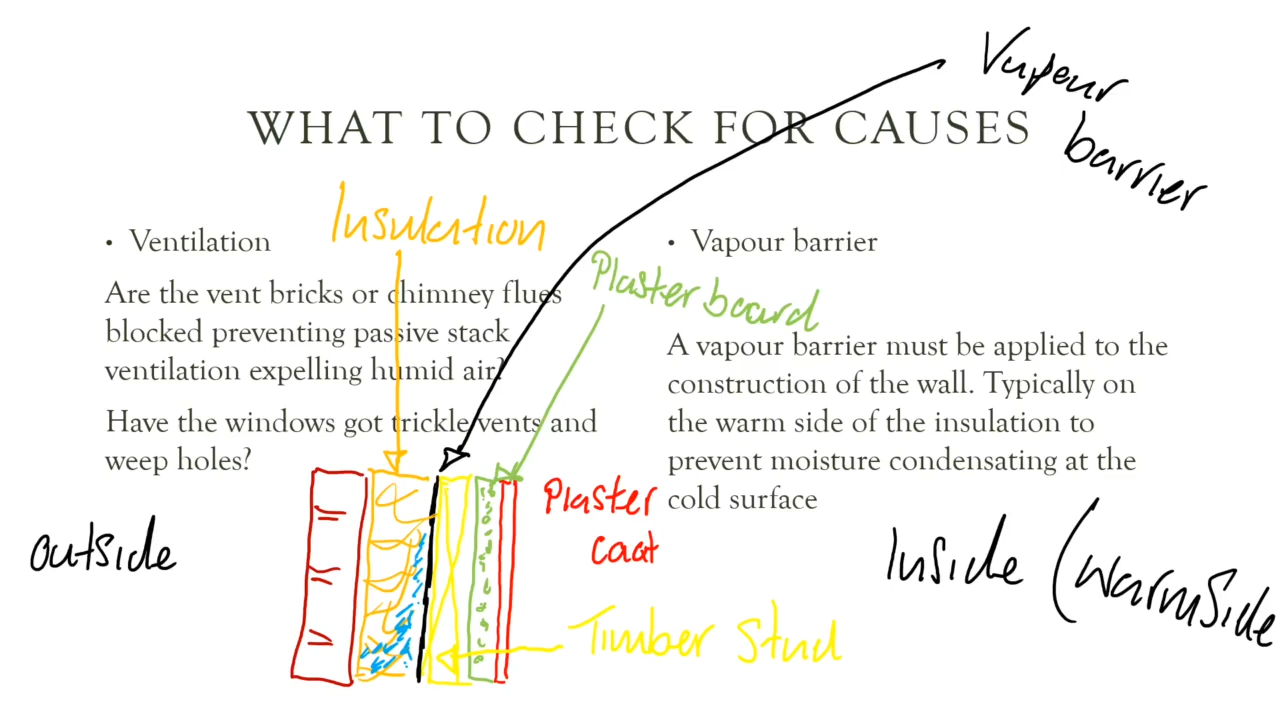 Vapour
barrier
WHAT TO CHECK FOR CAUSES
Insulation
• Ventilation
Are the vent bricks or chimney flues
blocked preventing passive stack
ventilation expelling humid air?
Have the windows got trickle vents and
weep holes?
• Vapour barrier
Plaster board
A vapour barrier must be applied to the
construction of the wall. Typically on
the warm side of the insulation to
prevent moisture condensating at the
cold surface
Plaster
coat
outside
Inside (warmside
Timber Stud